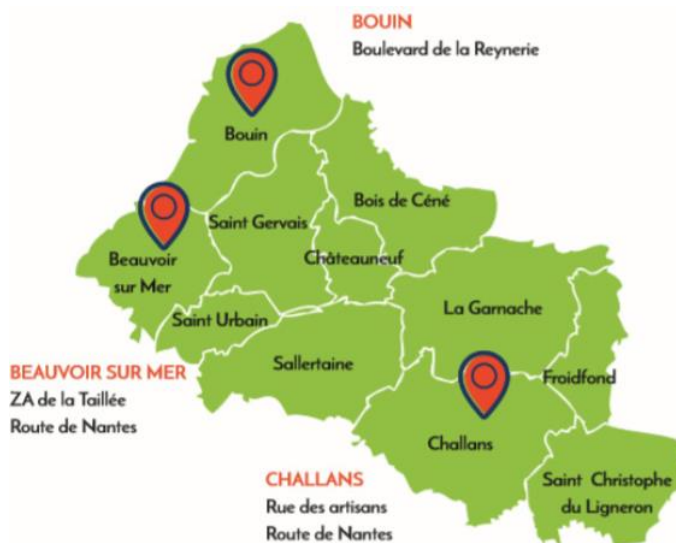 BOUIN
Boulevard de la Reynerie
Bouin
Bois de Céné
Saint Gervais
Châteauneuf
Beauvoir
sur Mer
La Garnache
Saint Urbain
Sallertaine
Froidfond
BEAUVOIR SUR MER
ZA de la Taillée
Route de Nantes
Challans
CHALLANS
Rue des artisans
Route de Nantes
Saint Christophe
du Ligneron